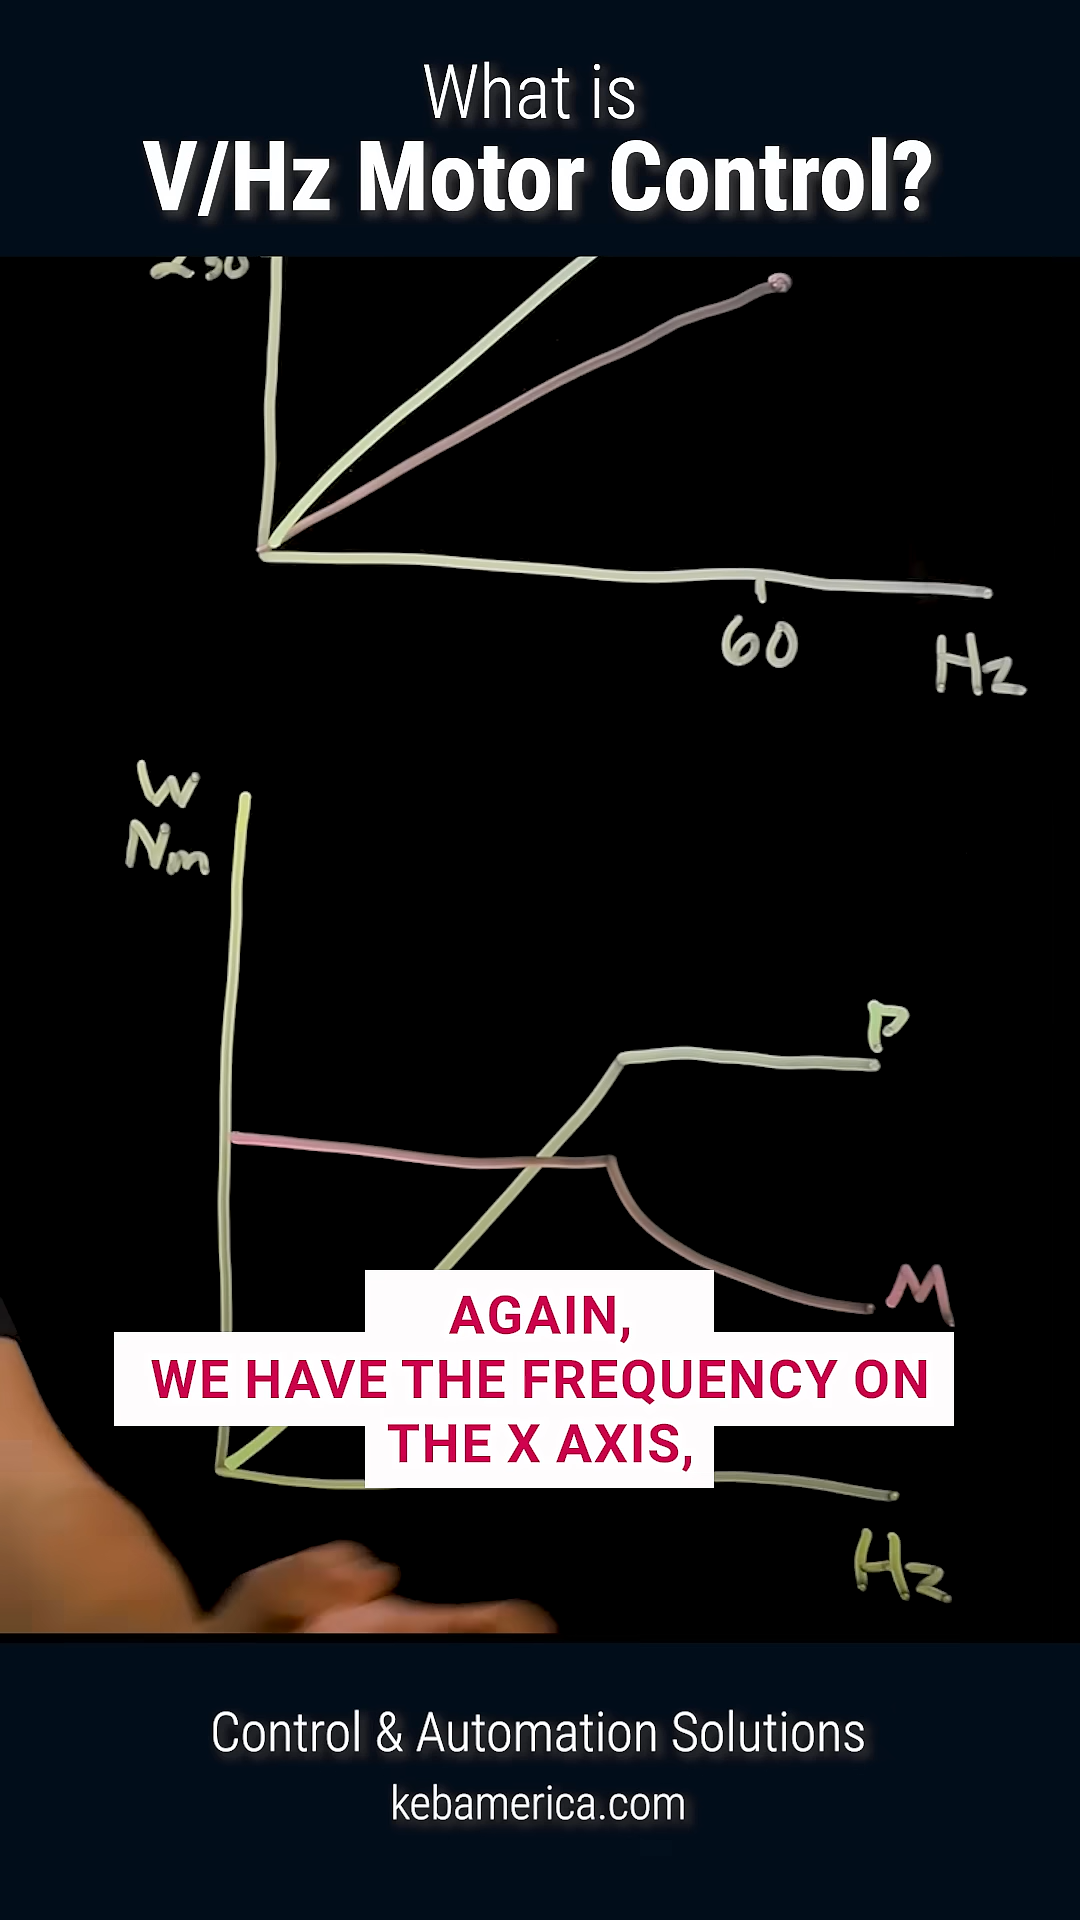 What is
V/Hz Motor Control?
230
60
Hz
W
Nm
P
M
AGAIN,
WE HAVE THE FREQUENCY ON
THE X AXIS,
Hz
Control & Automation Solutions
kebamerica.com